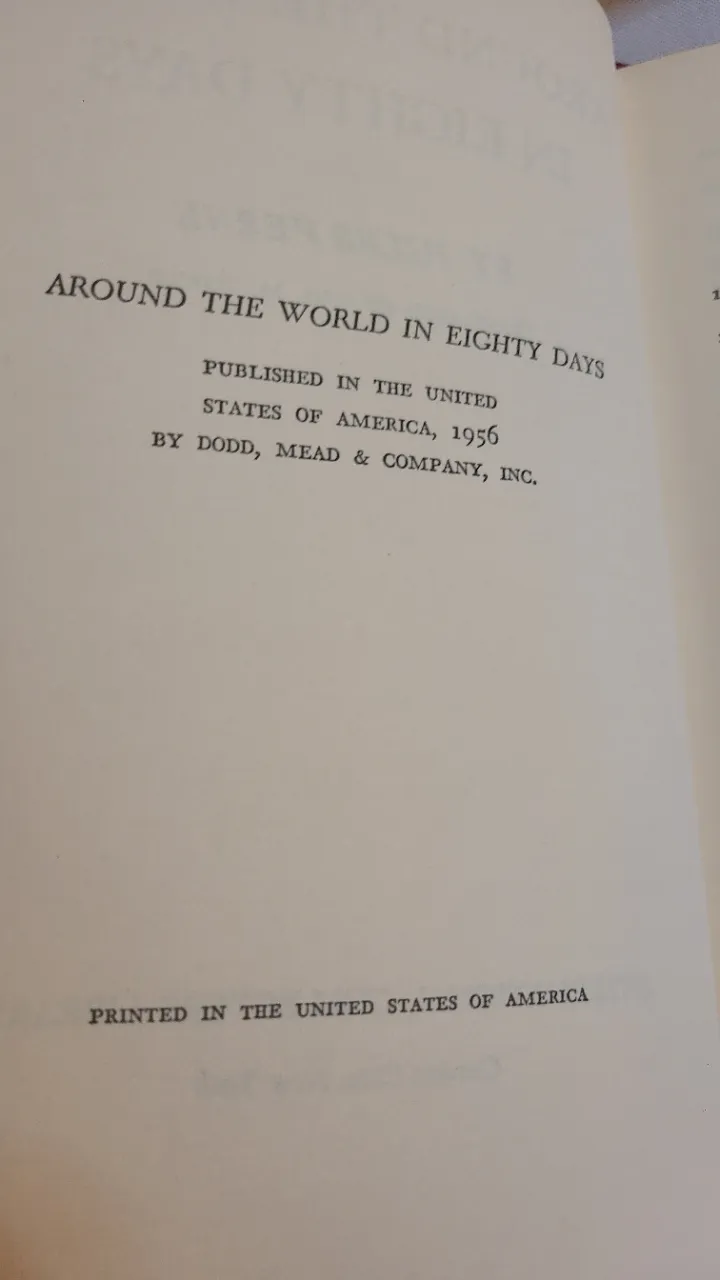 AROUND THE WORLD IN EIGHTY DAYS
PUBLISHED IN THE UNITED
STATES OF AMERICA, 1956
BY DODD, MEAD & COMPANY, INC.
PRINTED IN THE UNITED STATES OF AMERICA